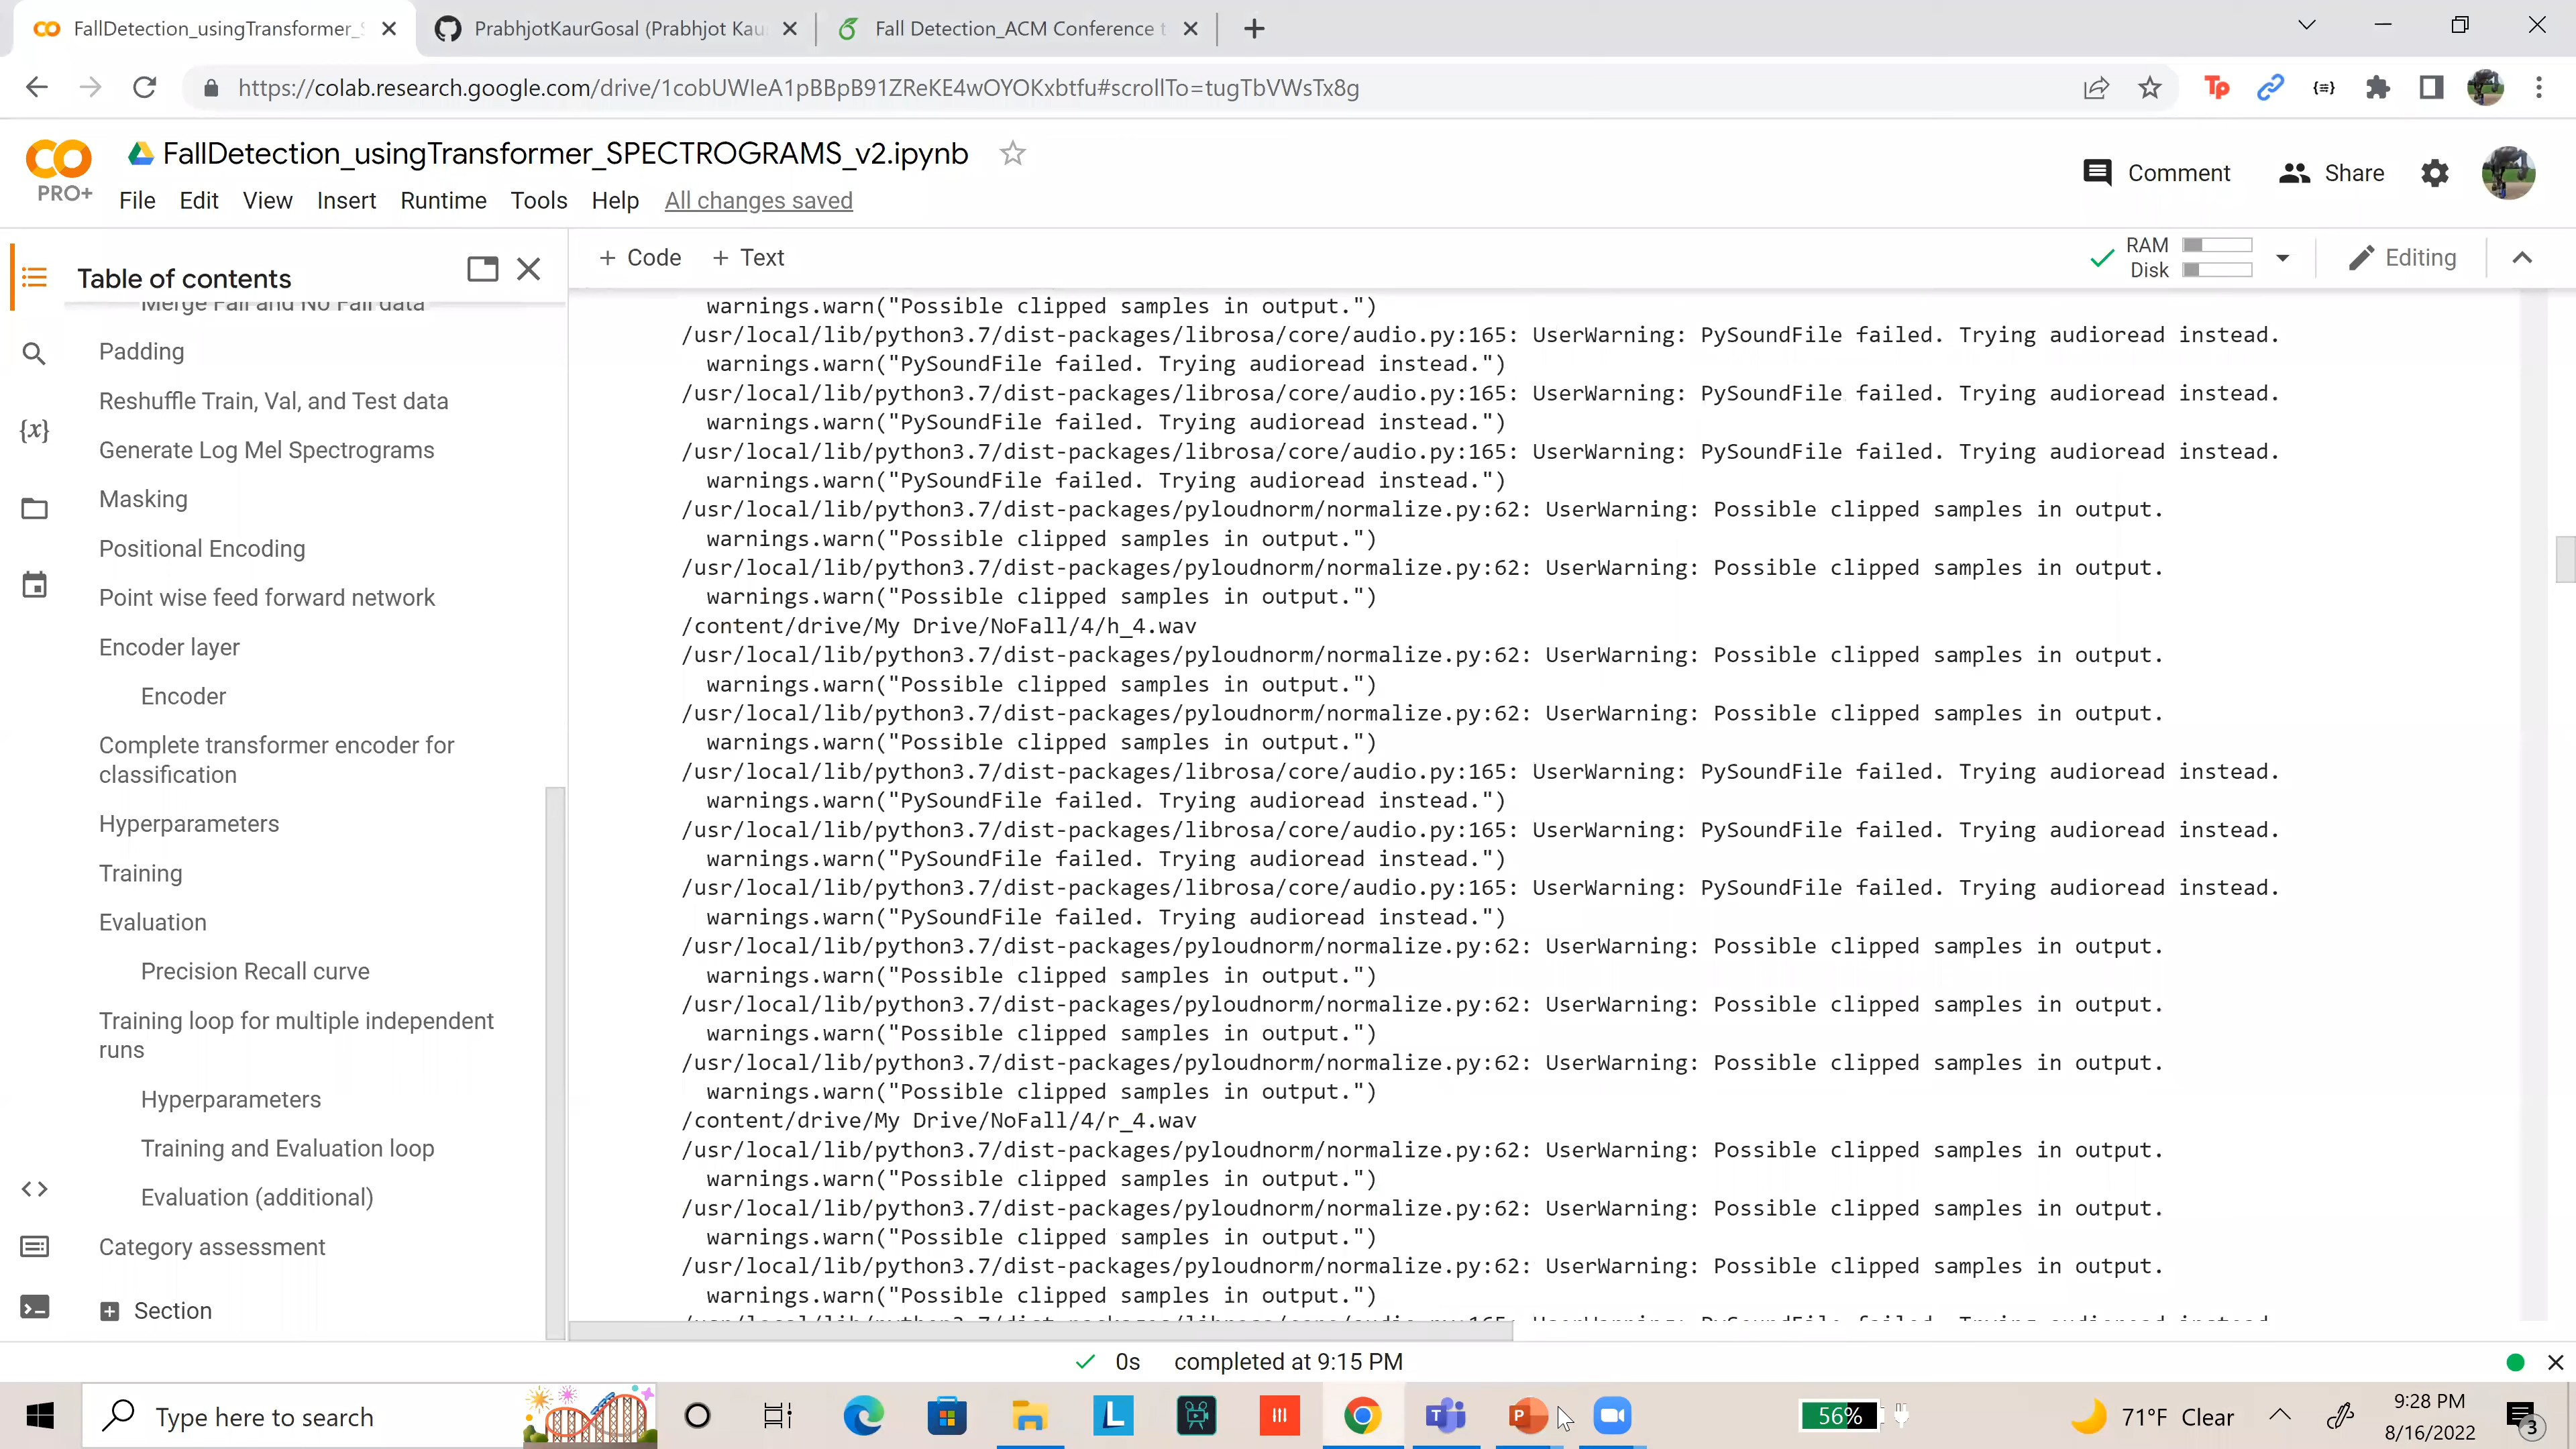 FallDetection_usingTransformer_S
PrabhjotKaurGosal (Prabhjot Kau
Fall Detection_ACM Conference t
https://colab.research.google.com/drive/1cobUWIeA1pBBpB91ZReKE4wOYOKxbtfu#scrollTo=tugTbVWsTx8g
Tp
PRO+
FallDetection_usingTransformer_SPECTROGRAMS_v2.ipynb
File Edit View Insert Runtime Tools Help All changes saved
Comment
Share
Table of contents
+ Code + Text
RAM
Disk
Editing
Merge Fall and No Fall data
Padding
Reshuffle Train, Val, and Test data
Generate Log Mel Spectrograms
Masking
Positional Encoding
Point wise feed forward network
Encoder layer
Encoder
Complete transformer encoder for
classification
Hyperparameters
Training
Evaluation
Precision Recall curve
Training loop for multiple independent
runs
Hyperparameters
Training and Evaluation loop
Evaluation (additional)
Category assessment
Section
warnings.warn("Possible clipped samples in output.")
/usr/local/lib/python3.7/dist-packages/librosa/core/audio.py:165: UserWarning: PySoundFile failed. Trying audioread instead.
warnings.warn("PySoundFile failed. Trying audioread instead.")
/usr/local/lib/python3.7/dist-packages/librosa/core/audio.py:165: UserWarning: PySoundFile failed. Trying audioread instead.
warnings.warn("PySoundFile failed. Trying audioread instead.")
/usr/local/lib/python3.7/dist-packages/librosa/core/audio.py:165: UserWarning: PySoundFile failed. Trying audioread instead.
warnings.warn("PySoundFile failed. Trying audioread instead.")
/usr/local/lib/python3.7/dist-packages/pyloudnorm/normalize.py:62: UserWarning: Possible clipped samples in output.
warnings.warn("Possible clipped samples in output.")
/usr/local/lib/python3.7/dist-packages/pyloudnorm/normalize.py:62: UserWarning: Possible clipped samples in output.
warnings.warn("Possible clipped samples in output.")
/content/drive/My Drive/NoFall/4/h_4.wav
/usr/local/lib/python3.7/dist-packages/pyloudnorm/normalize.py:62: UserWarning: Possible clipped samples in output.
warnings.warn("Possible clipped samples in output.")
/usr/local/lib/python3.7/dist-packages/pyloudnorm/normalize.py:62: UserWarning: Possible clipped samples in output.
warnings.warn("Possible clipped samples in output.")
/usr/local/lib/python3.7/dist-packages/librosa/core/audio.py:165: UserWarning: PySoundFile failed. Trying audioread instead.
warnings.warn("PySoundFile failed. Trying audioread instead.")
/usr/local/lib/python3.7/dist-packages/librosa/core/audio.py:165: UserWarning: PySoundFile failed. Trying audioread instead.
warnings.warn("PySoundFile failed. Trying audioread instead.")
/usr/local/lib/python3.7/dist-packages/librosa/core/audio.py:165: UserWarning: PySoundFile failed. Trying audioread instead.
warnings.warn("PySoundFile failed. Trying audioread instead.")
/usr/local/lib/python3.7/dist-packages/pyloudnorm/normalize.py:62: UserWarning: Possible clipped samples in output.
warnings.warn("Possible clipped samples in output.")
/usr/local/lib/python3.7/dist-packages/pyloudnorm/normalize.py:62: UserWarning: Possible clipped samples in output.
warnings.warn("Possible clipped samples in output.")
/usr/local/lib/python3.7/dist-packages/pyloudnorm/normalize.py:62: UserWarning: Possible clipped samples in output.
warnings.warn("Possible clipped samples in output.")
/content/drive/My Drive/NoFall/4/r_4.wav
/usr/local/lib/python3.7/dist-packages/pyloudnorm/normalize.py:62: UserWarning: Possible clipped samples in output.
warnings.warn("Possible clipped samples in output.")
/usr/local/lib/python3.7/dist-packages/pyloudnorm/normalize.py:62: UserWarning: Possible clipped samples in output.
warnings.warn("Possible clipped samples in output.")
/usr/local/lib/python3.7/dist-packages/pyloudnorm/normalize.py:62: UserWarning: Possible clipped samples in output.
warnings.warn("Possible clipped samples in output.")
0s completed at 9:15 PM
Type here to search
56%
71°F Clear
9:28 PM
8/16/2022
3